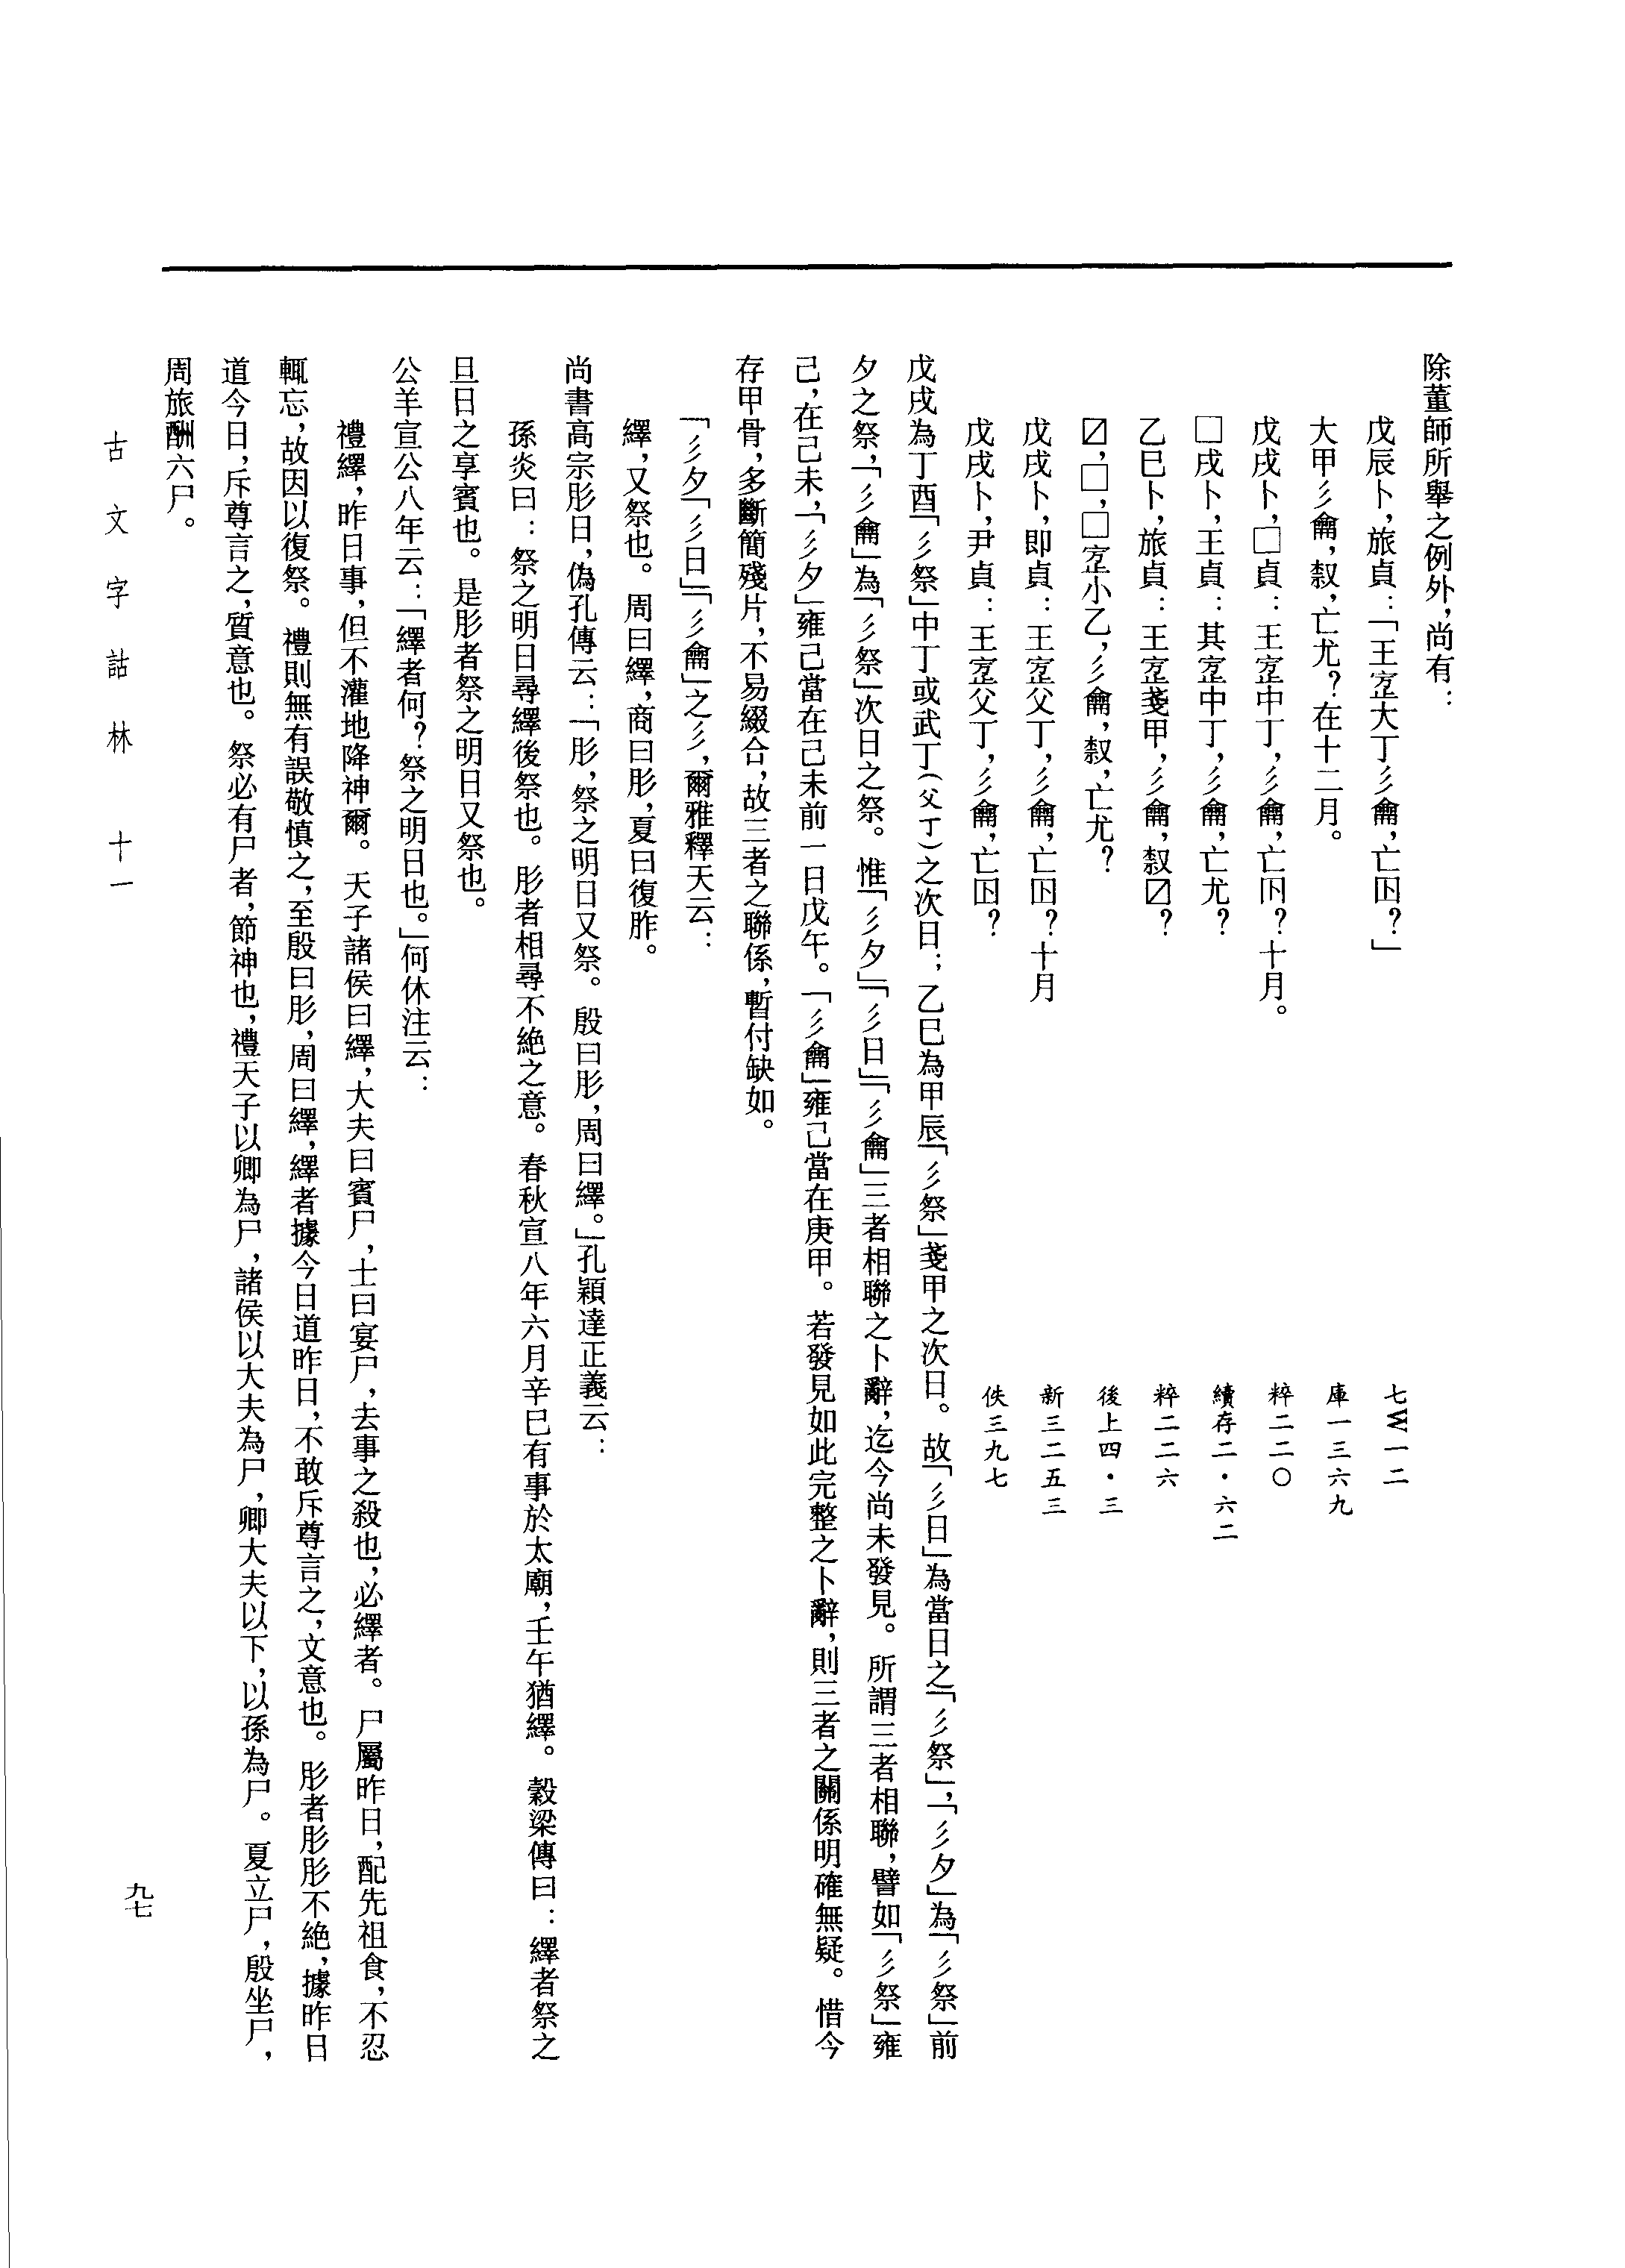 除董師所舉之例外，尚有：
戊辰卜，旅貞：「王窆大丁彡龠，亡囚？」 七W一二
大甲彡龠，叙，亡尤？在十二月。 庫一三六九
戊戌卜，□貞：王窆中丁，彡龠，亡囚？十月。 粹二二〇
□戌卜，王貞：其窆中丁，彡龠，亡尤？ 續存二・六二
乙巳卜，旅貞：王窆戔甲，彡龠，叙〼？ 粹二二六
〼，□，□窆小乙，彡龠，叙，亡尤？ 後上四・三
戊戌卜，即貞：王窆父丁，彡龠，亡囚？十月 新三二五三
戊戌卜，尹貞：王窆父丁，彡龠，亡囚？ 佚三九七
戊戌為丁酉「彡祭」中丁或武丁（父丁）之次日；乙巳為甲辰「彡祭」戔甲之次日。故「彡日」為當日之「彡祭」，「彡夕」為「彡祭」前
夕之祭，「彡龠」為「彡祭」次日之祭。惟「彡夕」「彡日」「彡龠」三者相聯之卜辭，迄今尚未發見。所謂三者相聯，譬如「彡祭」雍
己，在己未，「彡夕」雍己當在己未前一日戊午。「彡龠」雍己當在庚甲。若發見如此完整之卜辭，則三者之關係明確無疑。惜今
存甲骨，多斷簡殘片，不易綴合，故三者之聯係，暫付缺如。
「彡夕「彡日」「彡龠」之彡，爾雅釋天云：
繹，又祭也。周曰繹，商曰肜，夏曰復胙。
尚書高宗肜日，偽孔傳云：「肜，祭之明日又祭。殷曰肜，周曰繹。」孔穎達正義云：
孫炎曰：祭之明日尋繹後祭也。肜者相尋不絶之意。春秋宣八年六月辛巳有事於太廟，壬午猶繹。穀梁傳曰：繹者祭之
旦日之享賓也。是肜者祭之明日又祭也。
公羊宣公八年云：「繹者何？祭之明日也。」何休注云：
禮繹，昨日事，但不灌地降神爾。天子諸侯曰繹，大夫曰賓尸，士曰宴尸，去事之殺也，必繹者。尸屬昨日，配先祖食，不忍
輒忘，故因以復祭。禮則無有誤敬慎之，至殷曰肜，周曰繹，繹者據今日道昨日，不敢斥尊言之，文意也。肜者肜肜不絶，據昨日
道今日，斥尊言之，質意也。祭必有尸者，節神也，禮天子以卿為尸，諸侯以大夫為尸，卿大夫以下，以孫為尸。夏立尸，殷坐尸，
周旅酬六尸。
古文字詁林 十一
九七